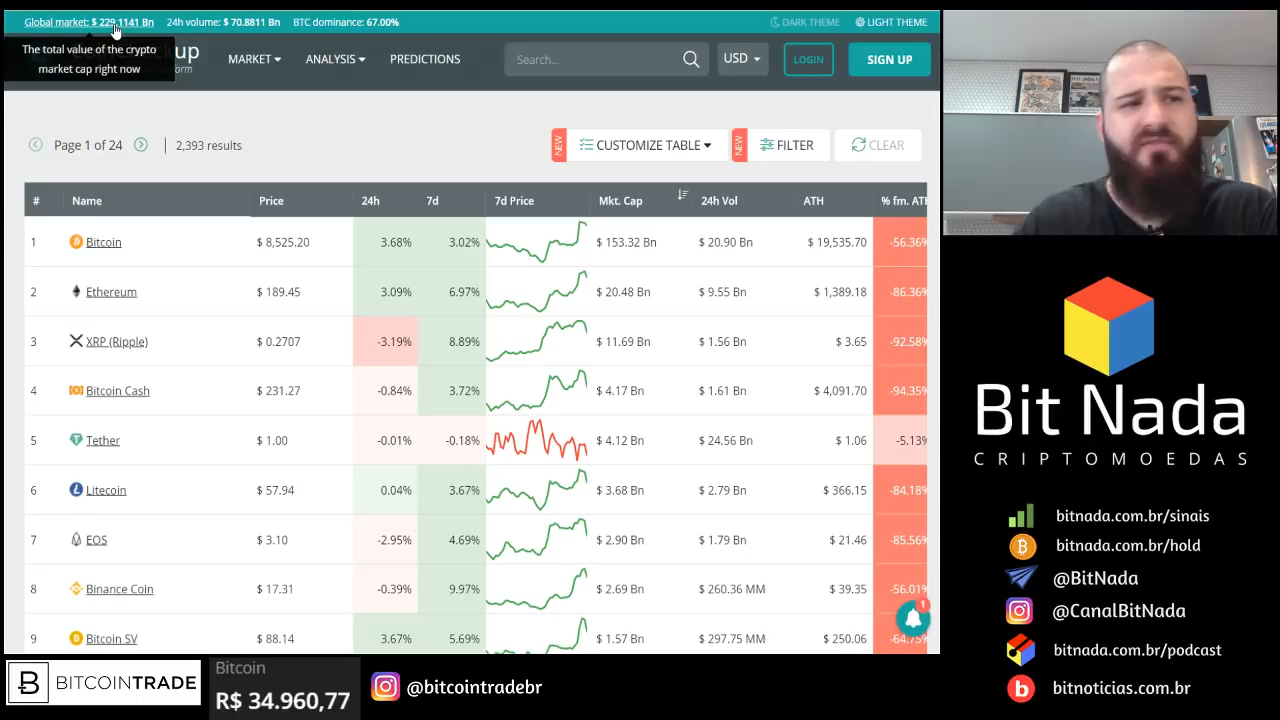 Global market: $ 229.1141 Bn 24h volume: $ 70.8811 Bn BTC dominance: 67.00% DARK THEME LIGHT THEME
The total value of the crypto
market cap right now
MARKET ANALYSIS PREDICTIONS Search... USD LOGIN SIGN UP
Page 1 of 24 2,393 results NEW CUSTOMIZE TABLE NEW FILTER CLEAR
# Name Price 24h 7d 7d Price Mkt. Cap 24h Vol ATH % fm. ATH
1 Bitcoin $ 8,525.20 3.68% 3.02% $ 153.32 Bn $ 20.90 Bn $ 19,535.70 -56.36%
2 Ethereum $ 189.45 3.09% 6.97% $ 20.48 Bn $ 9.55 Bn $ 1,389.18 -86.36%
3 XRP (Ripple) $ 0.2707 -3.19% 8.89% $ 11.69 Bn $ 1.56 Bn $ 3.65 -92.58%
4 Bitcoin Cash $ 231.27 -0.84% 3.72% $ 4.17 Bn $ 1.61 Bn $ 4,091.70 -94.35%
5 Tether $ 1.00 -0.01% -0.18% $ 4.12 Bn $ 24.56 Bn $ 1.06 -5.13%
6 Litecoin $ 57.94 0.04% 3.67% $ 3.68 Bn $ 2.79 Bn $ 366.15 -84.18%
7 EOS $ 3.10 -2.95% 4.69% $ 2.90 Bn $ 1.79 Bn $ 21.46 -85.56%
8 Binance Coin $ 17.31 -0.39% 9.97% $ 2.69 Bn $ 260.36 MM $ 39.35 -56.01%
9 Bitcoin SV $ 88.14 3.67% 5.69% $ 1.57 Bn $ 297.75 MM $ 250.06 -64.75%
1
Bit Nada
CRIPTOMOEDAS
bitnada.com.br/sinais
bitnada.com.br/hold
@BitNada
@CanalBitNada
bitnada.com.br/podcast
bitnoticias.com.br
BITCOINTRADE
Bitcoin
R$ 34.960,77
@bitcointradebr